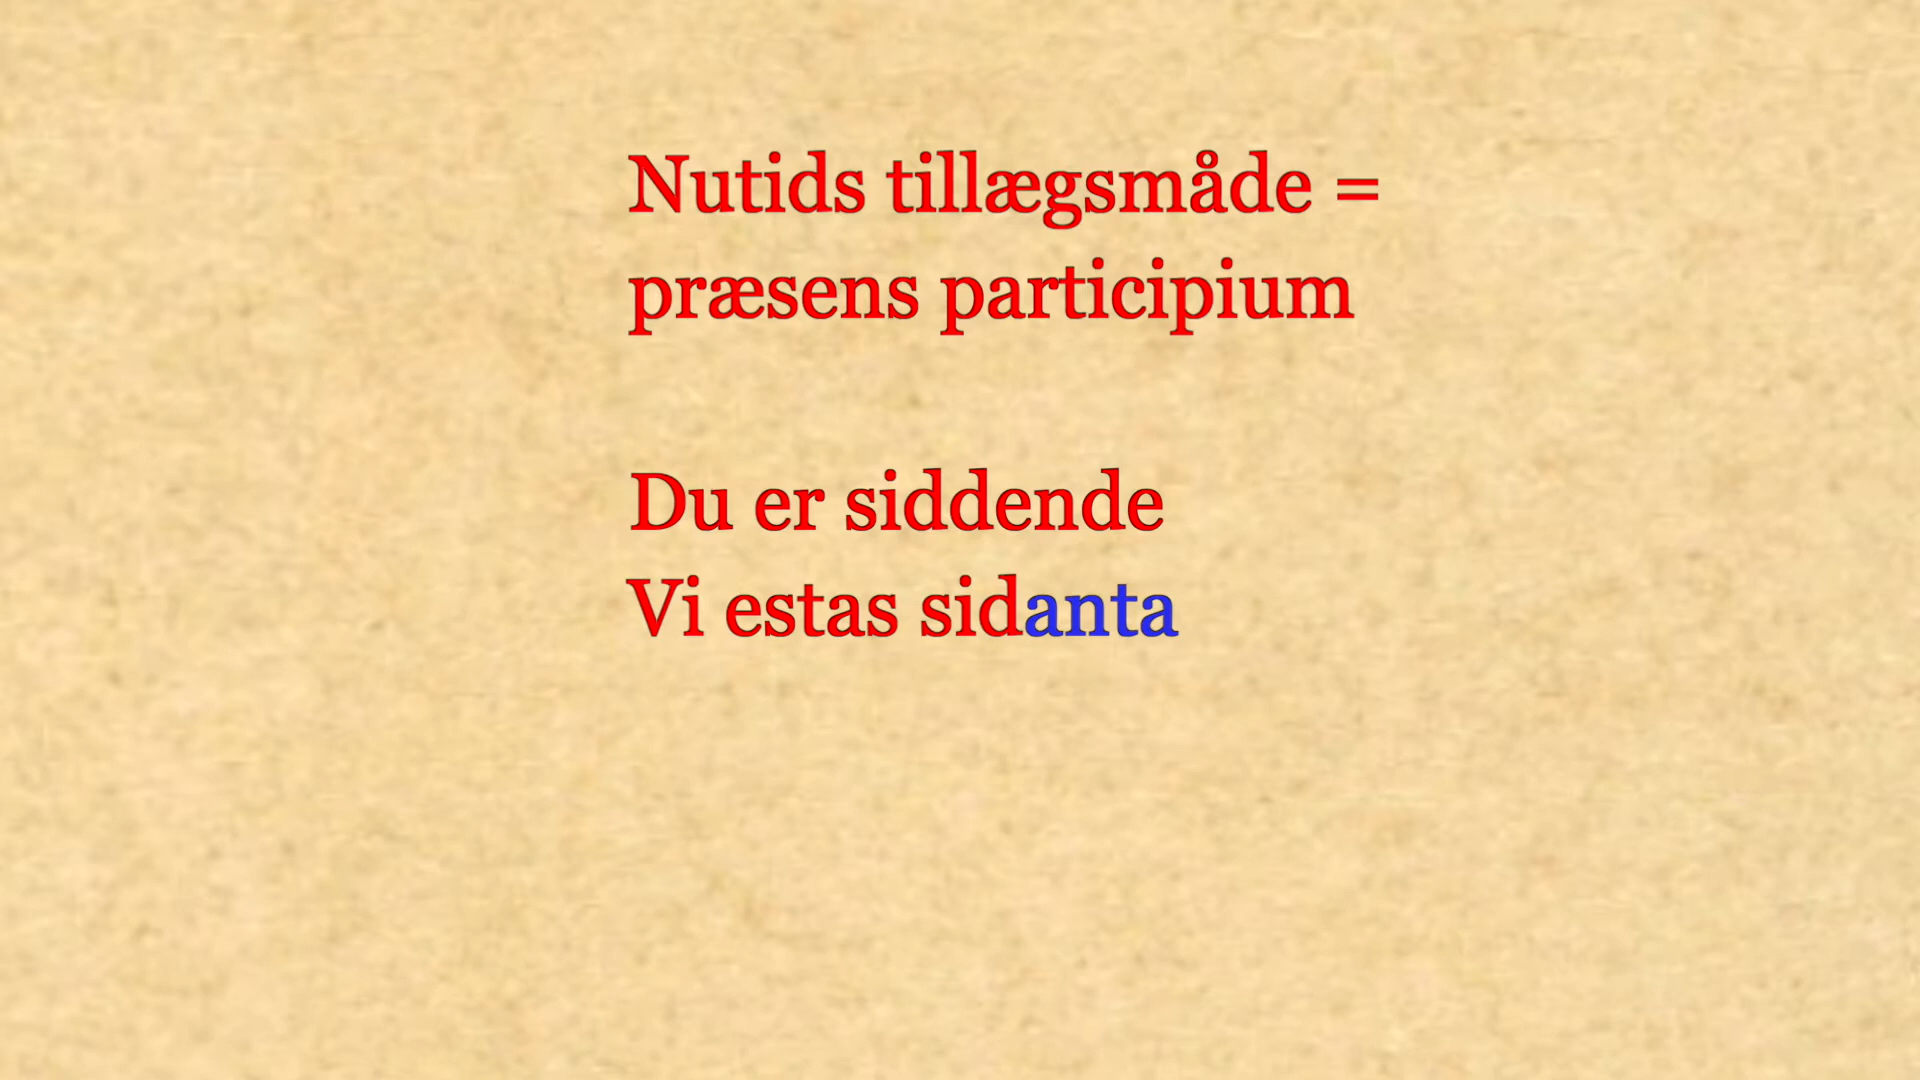 Nutids tillægsmåde =
præsens participium
Du er siddende
Vi estas sidanta